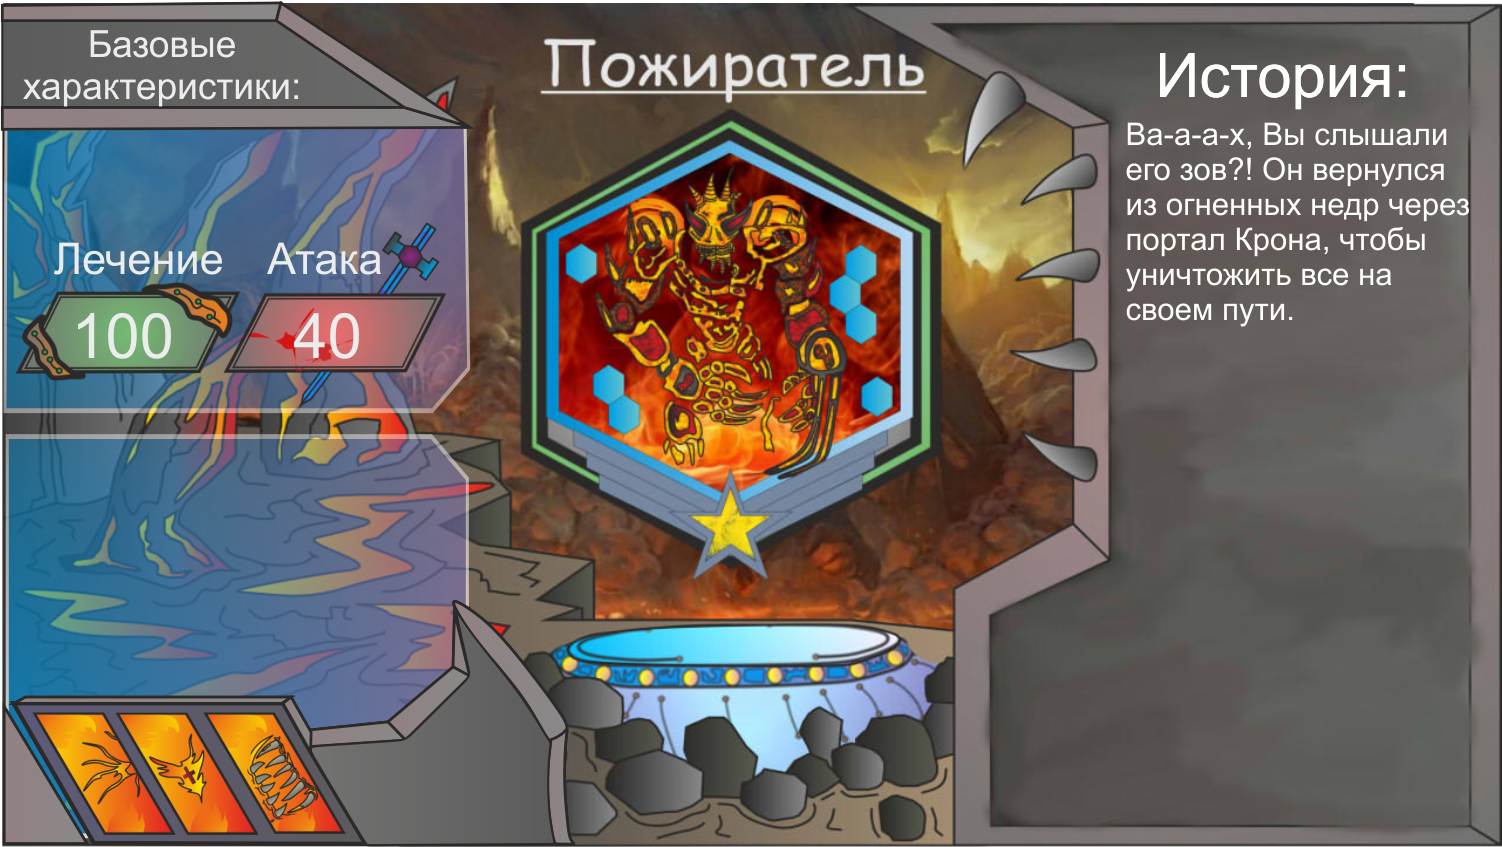 Базовые
характеристики:
Пожиратель
История:
Ва-а-а-х, Вы слышали
его зов?! Он вернулся
из огненных недр через
портал Крона, чтобы
уничтожить все на
своем пути.
Лечение
Атака
100
40